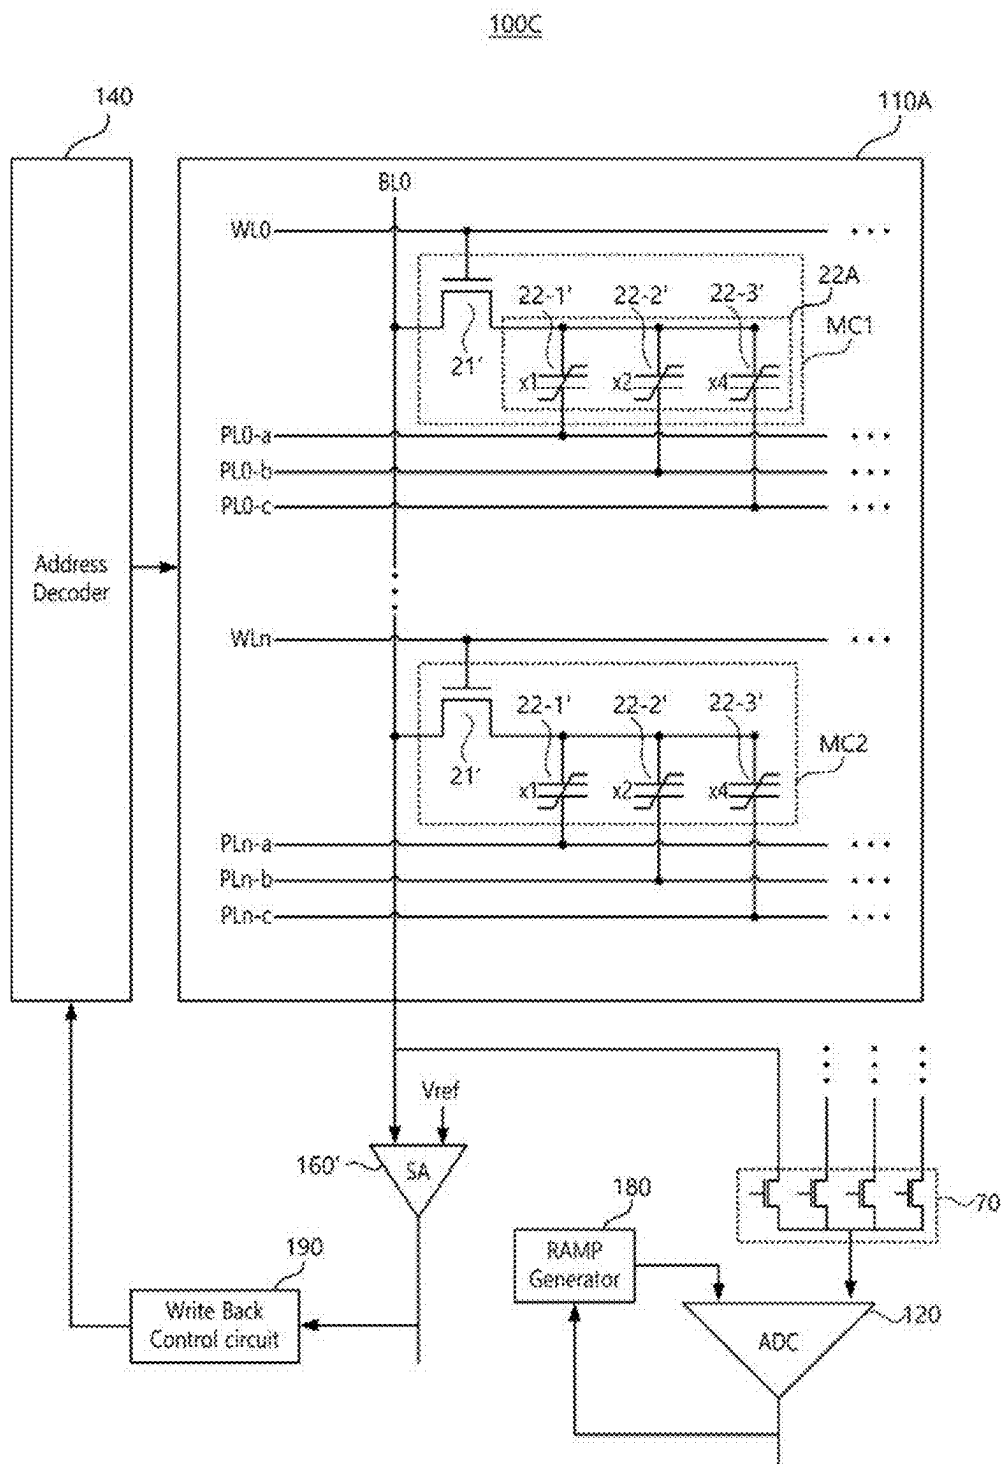 100C
140
110A
BL0
WL0
22A
22-1' 22-2' 22-3'
MC1
21'
x1 x2 x4
PL0-a
PL0-b
PL0-c
Address
Decoder
WLn
22-1' 22-2' 22-3'
MC2
21'
x1 x2 x4
PLn-a
PLn-b
PLn-c
Vref
160' SA
180
70
190
RAMP
Generator
Write Back
Control circuit
120
ADC